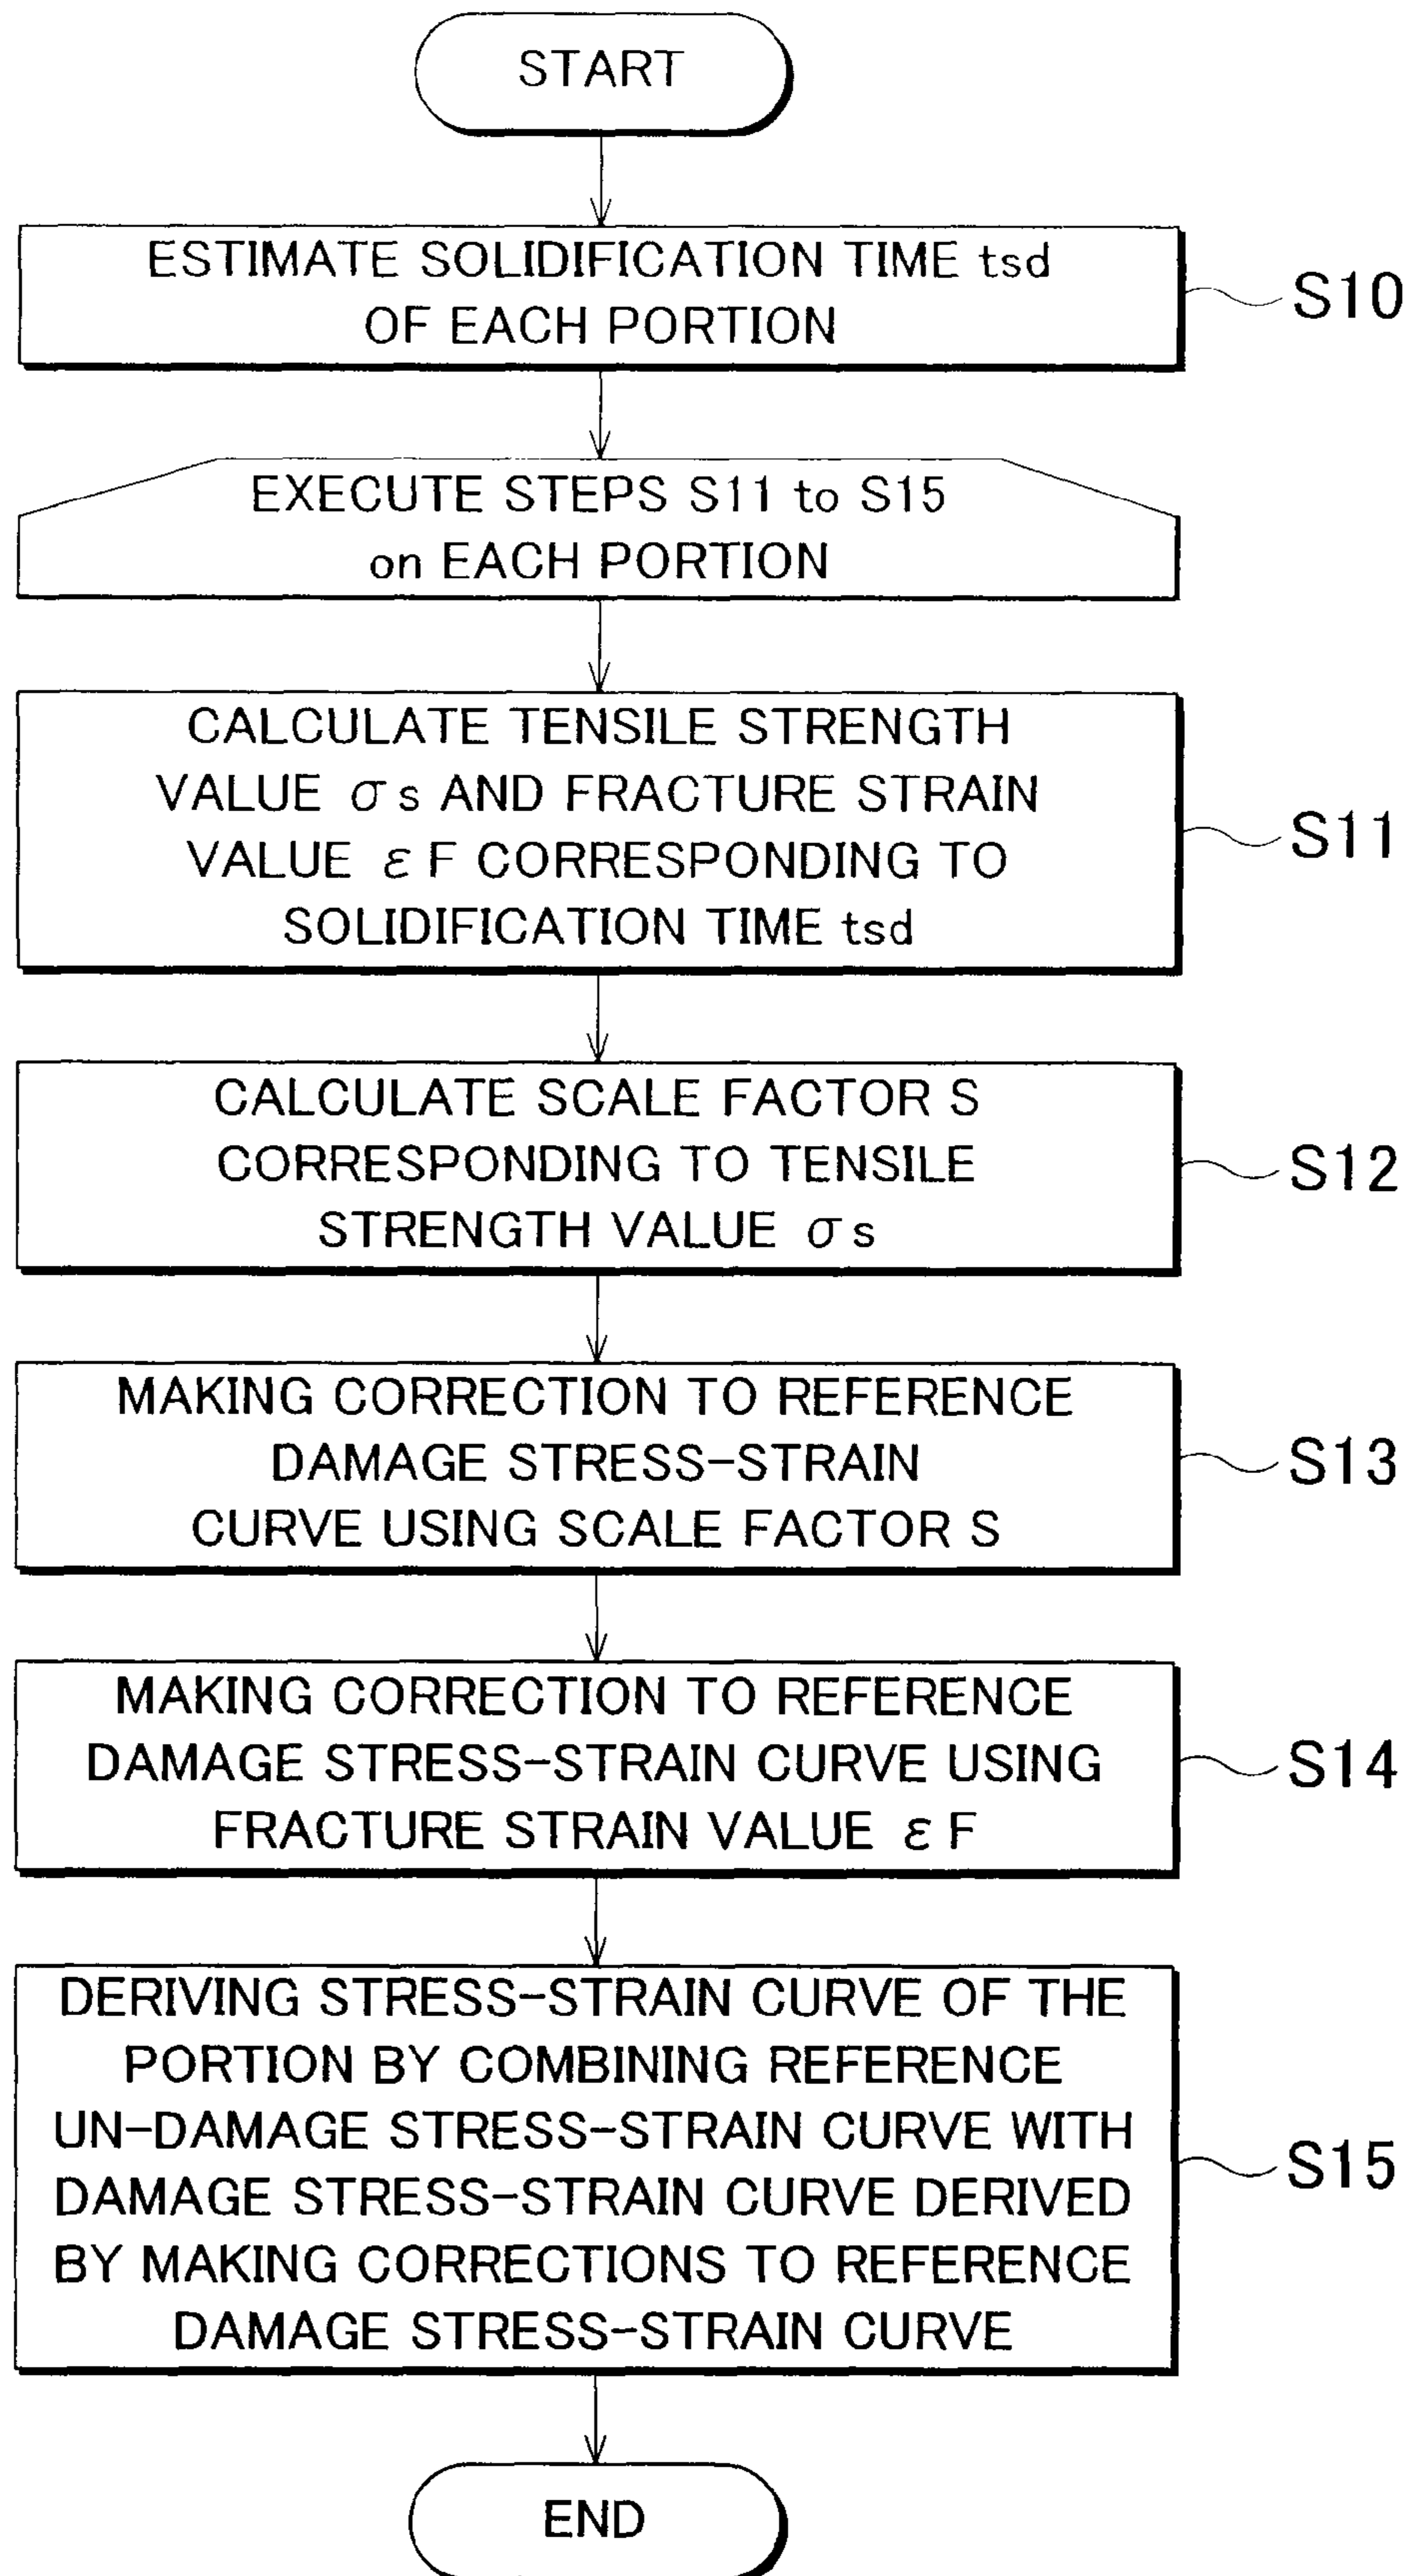 START
ESTIMATE SOLIDIFICATION TIME tsd
OF EACH PORTION
S10
EXECUTE STEPS S11 to S15
on EACH PORTION
CALCULATE TENSILE STRENGTH
VALUE σs AND FRACTURE STRAIN
VALUE εF CORRESPONDING TO
SOLIDIFICATION TIME tsd
S11
CALCULATE SCALE FACTOR S
CORRESPONDING TO TENSILE
STRENGTH VALUE σs
S12
MAKING CORRECTION TO REFERENCE
DAMAGE STRESS-STRAIN
CURVE USING SCALE FACTOR S
S13
MAKING CORRECTION TO REFERENCE
DAMAGE STRESS-STRAIN CURVE USING
FRACTURE STRAIN VALUE εF
S14
DERIVING STRESS-STRAIN CURVE OF THE
PORTION BY COMBINING REFERENCE
UN-DAMAGE STRESS-STRAIN CURVE WITH
DAMAGE STRESS-STRAIN CURVE DERIVED
BY MAKING CORRECTIONS TO REFERENCE
DAMAGE STRESS-STRAIN CURVE
S15
END